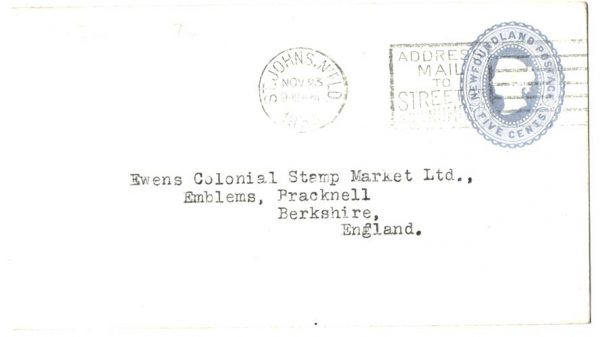 ST. JOHNS, NFLD
NOV 23
ADDRESS
MAIL
TO
STREET
NEWFOUNDLAND POSTAGE
FIVE CENTS
Ewens Colonial Stamp Market Ltd.,
Emblems, Bracknell
Berkshire,
England.